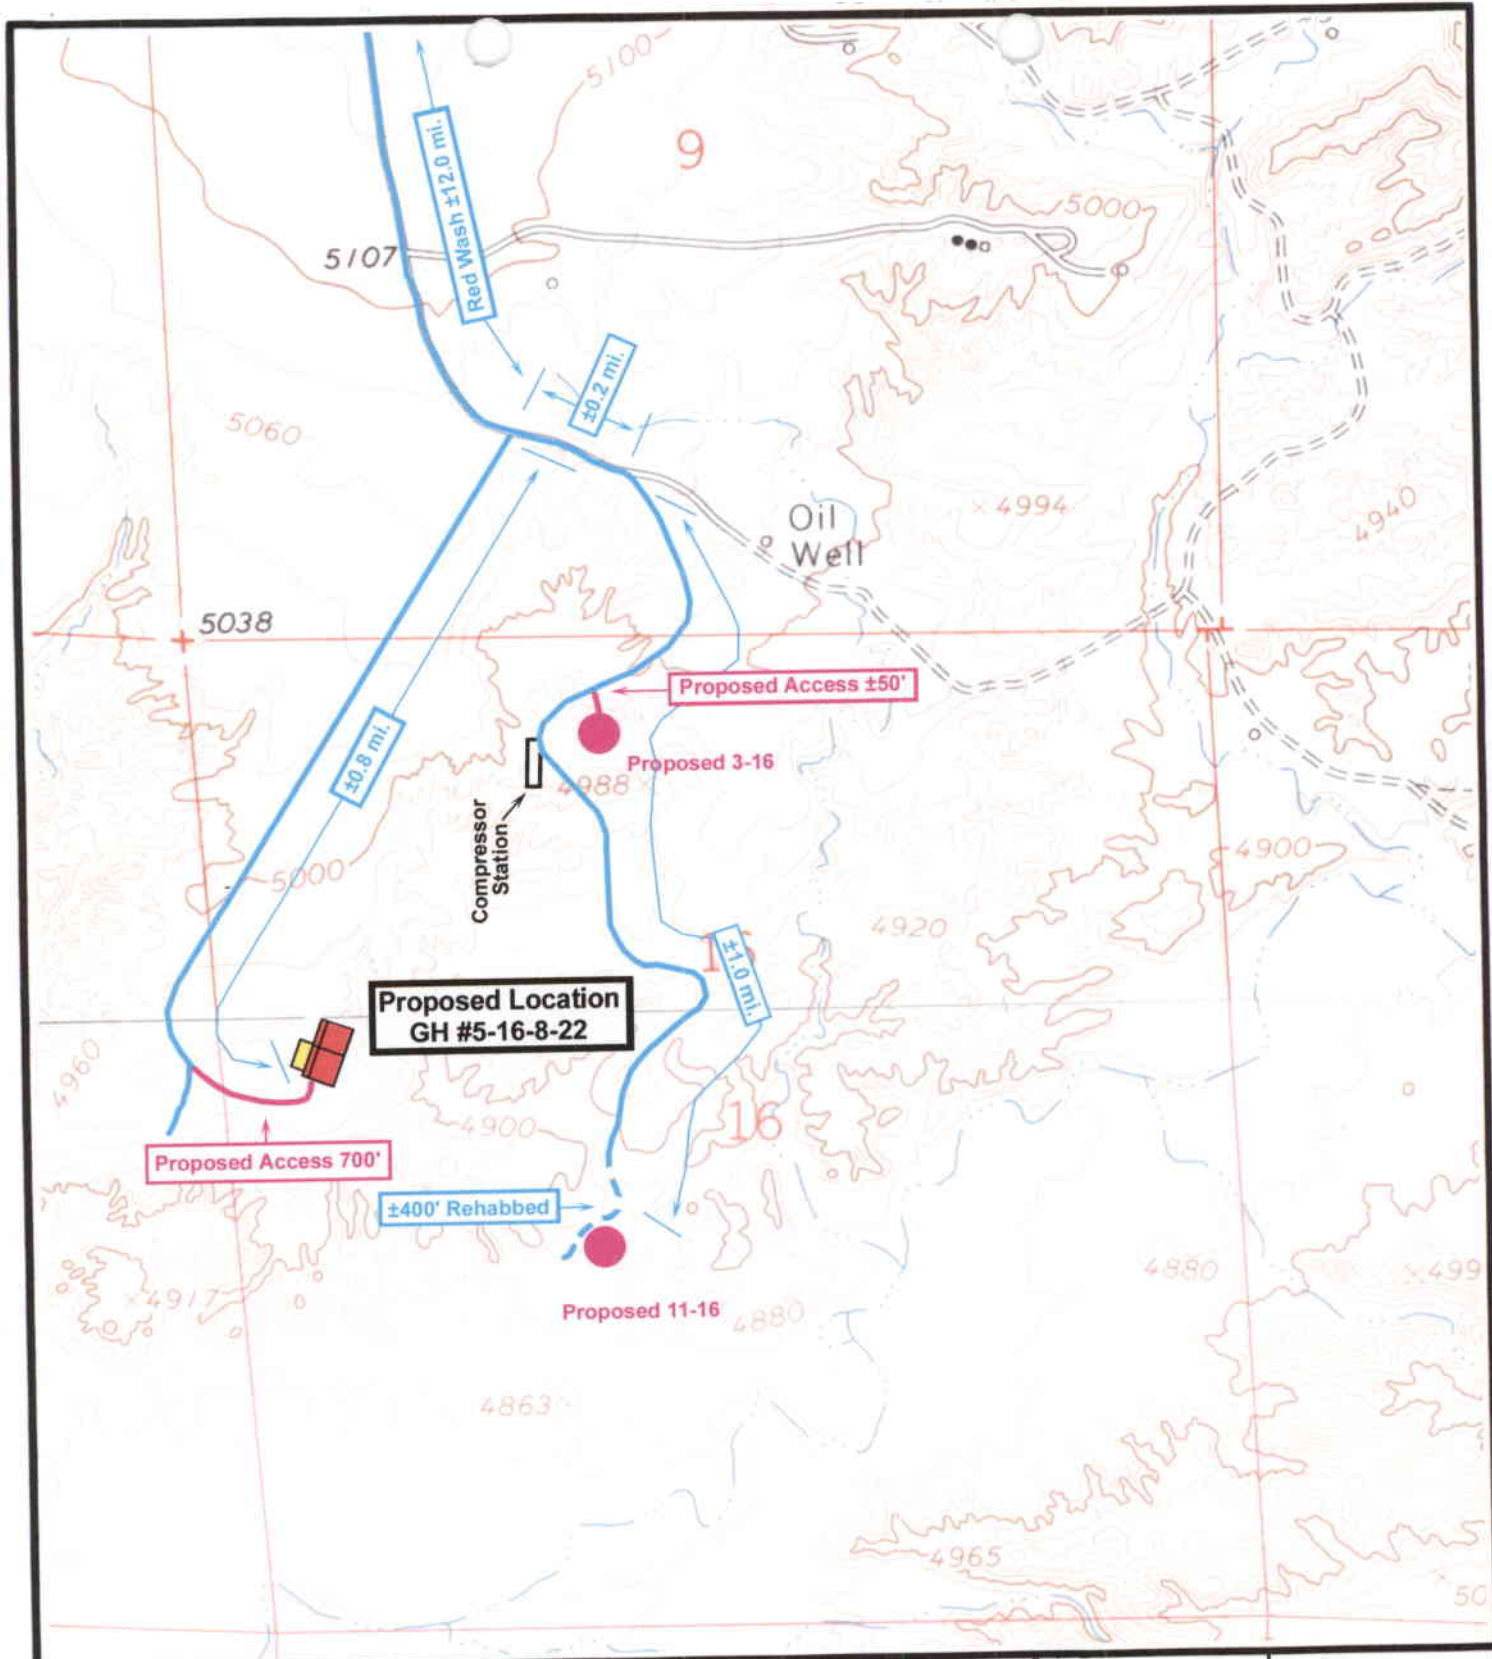 5100
9
Red Wash ±12.0 mi.
5000
5107
±0.2 mi.
5060
Oil
Well
×4994
4940
5038
Proposed Access ±50'
±0.8 mi.
Proposed 3-16
4988×
Compressor
Station
5000
4900
4920
±1.0 mi.
Proposed Location
GH #5-16-8-22
4960
4900
16
Proposed Access 700'
±400' Rehabbed
4880
×4917
×499
Proposed 11-16
4880
4863×
4965
50